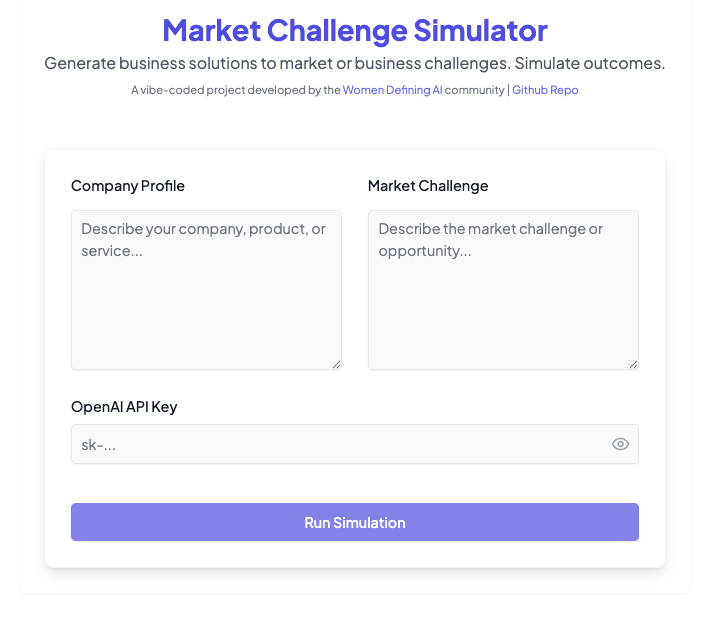 Market Challenge Simulator
Generate business solutions to market or business challenges. Simulate outcomes.
A vibe-coded project developed by the Women Defining AI community | Github Repo
Company Profile
Describe your company, product, or
service...
Market Challenge
Describe the market challenge or
opportunity...
OpenAI API Key
sk-...
Run Simulation